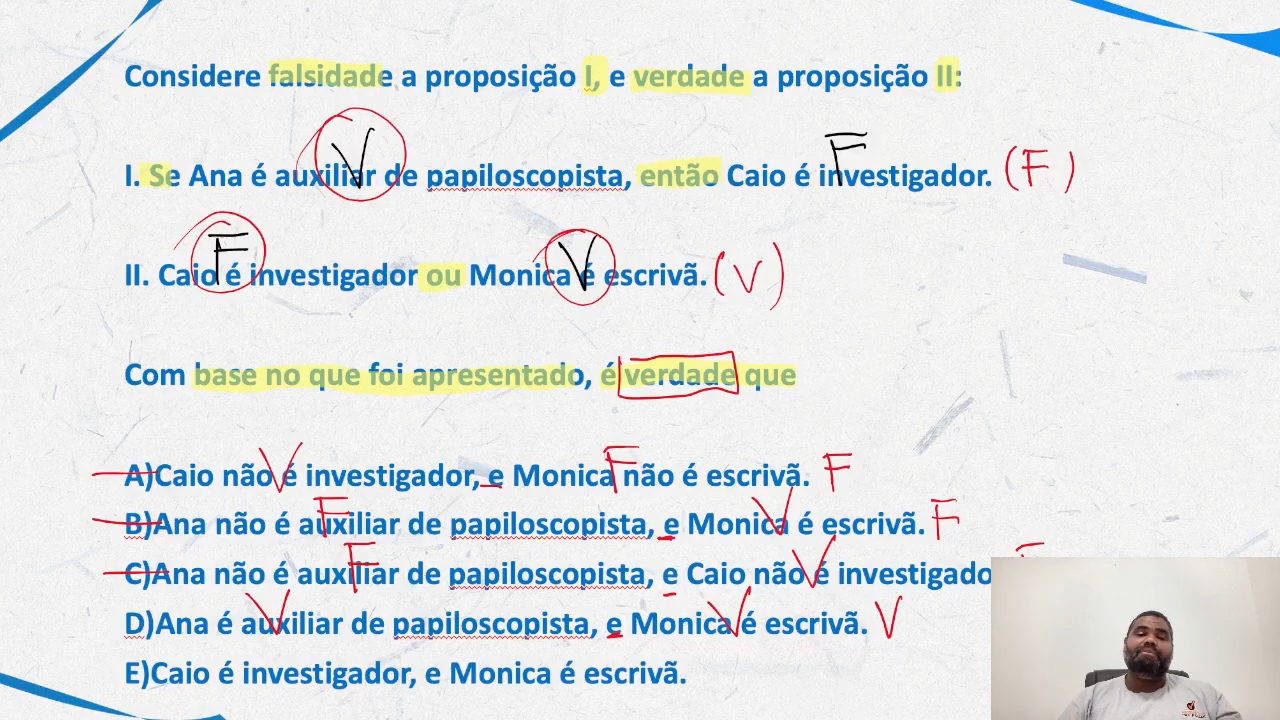 Considere falsidade a proposição I, e verdade a proposição II:
V F
I. Se Ana é auxiliar de papiloscopista, então Caio é investigador. (F)
F V
II. Caio é investigador ou Monica é escrivã. (V)
Com base no que foi apresentado, é verdade que
V F
A)Caio não é investigador, e Monica não é escrivã. F
F V
B)Ana não é auxiliar de papiloscopista, e Monica é escrivã. F
F V
C)Ana não é auxiliar de papiloscopista, e Caio não é investigado
V V
D)Ana é auxiliar de papiloscopista, e Monica é escrivã. V
E)Caio é investigador, e Monica é escrivã.